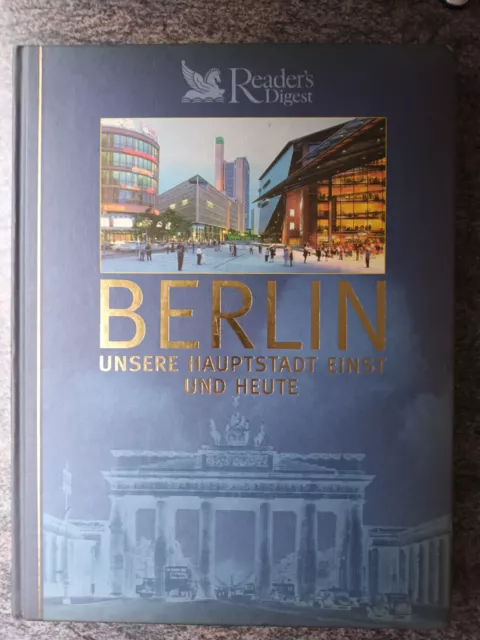 Reader's
Digest
BERLIN
UNSERE HAUPTSTADT EINST
UND HEUTE